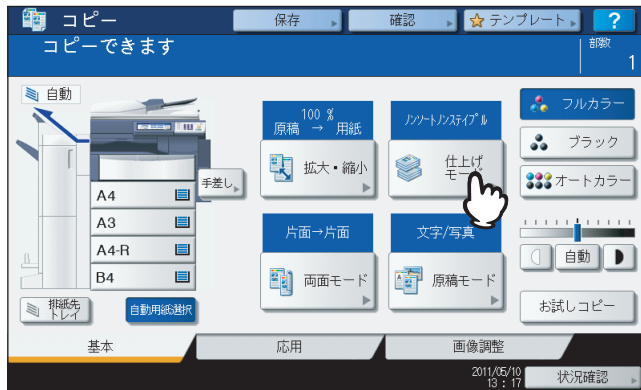 コピー
保存
確認
テンプレート
?
コピーできます
部数
1
自動
100 %
原稿 → 用紙
ノンソートノンステイプル
フルカラー
拡大・縮小
仕上げ
モード
ブラック
手差し
オートカラー
A4
A3
A4-R
B4
片面→片面
文字/写真
両面モード
原稿モード
自動
排紙先
トレイ
自動用紙選択
お試しコピー
基本
応用
画像調整
2011/05/10
13 : 17
状況確認